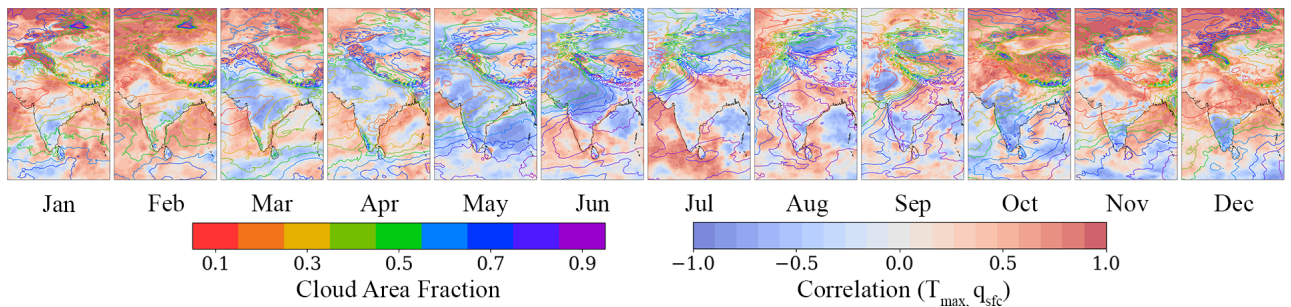 Jan Feb Mar Apr May Jun Jul Aug Sep Oct Nov Dec
0.1 0.3 0.5 0.7 0.9
Cloud Area Fraction
−1.0 −0.5 0.0 0.5 1.0
Correlation (Tmax, qsfc)